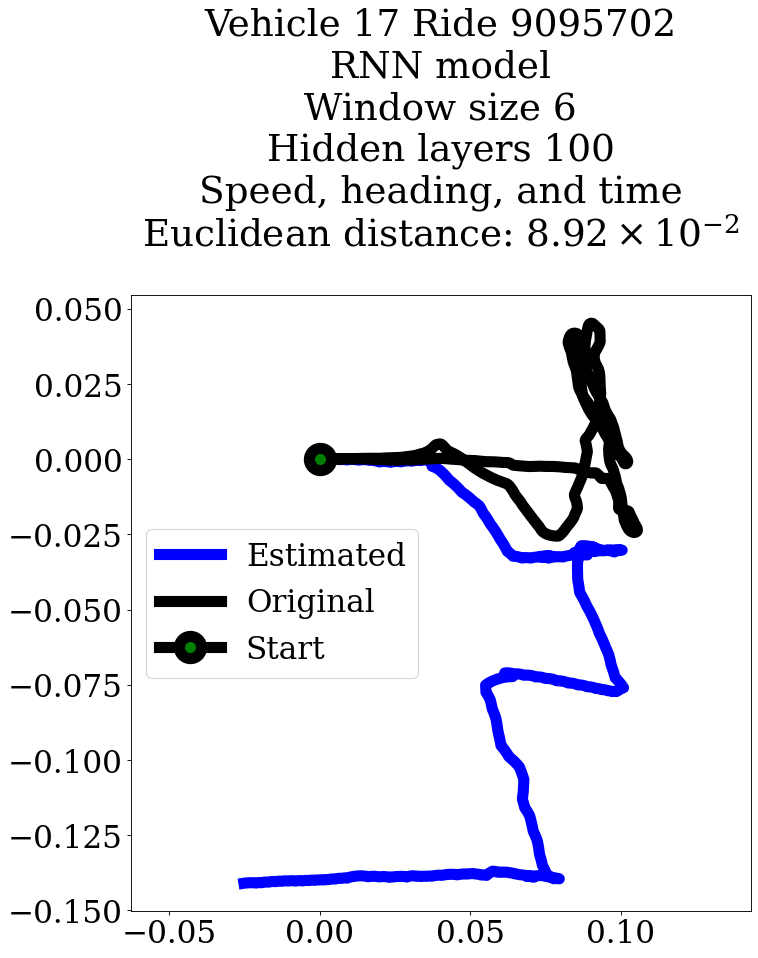 Vehicle 17 Ride 9095702
RNN model
Window size 6
Hidden layers 100
Speed, heading, and time
Euclidean distance: 8.92 × 10⁻²
0.050
0.025
0.000
−0.025
−0.050
−0.075
−0.100
−0.125
−0.150
Estimated
Original
Start
−0.05 0.00 0.05 0.10